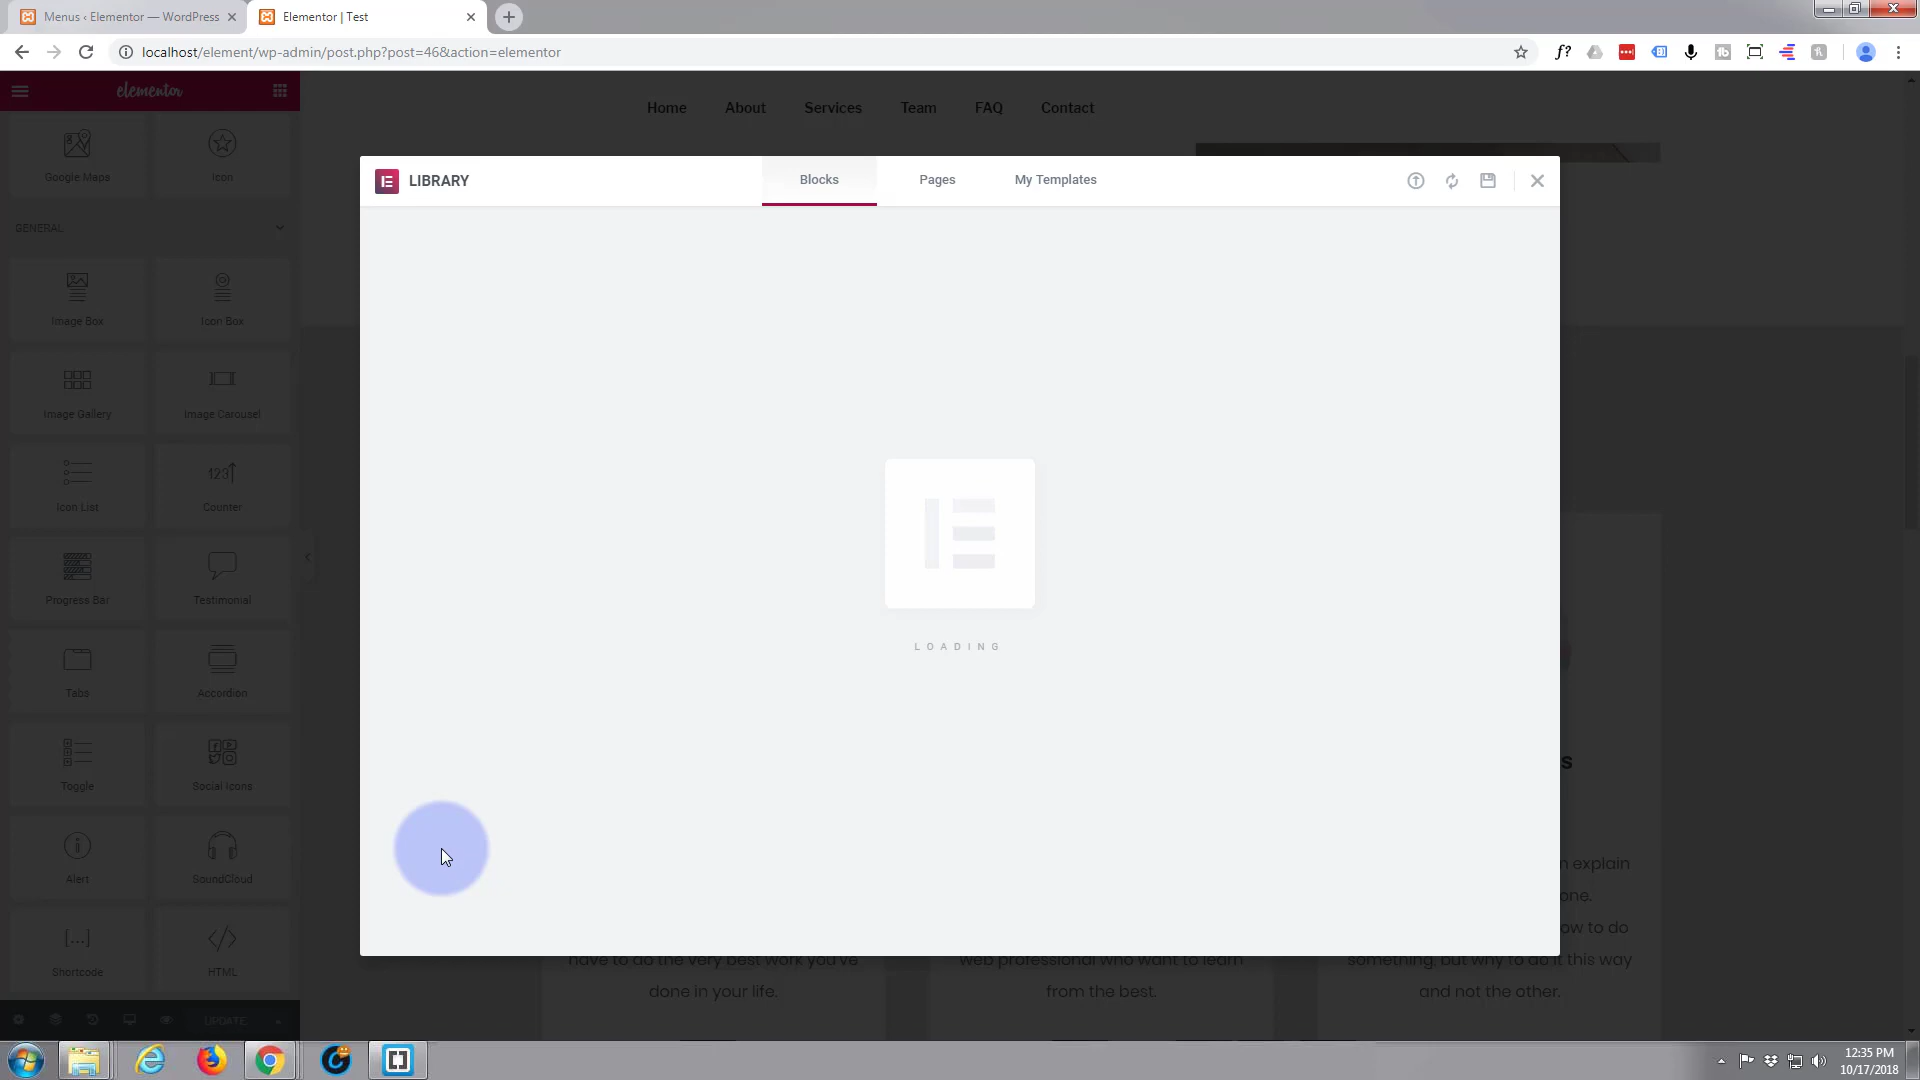 Menus ‹ Elementor — WordPress
Elementor | Test
localhost/element/wp-admin/post.php?post=46&action=elementor
elementor
Home About Services Team FAQ Contact
Google Maps
Icon
LIBRARY
Blocks
Pages
My Templates
GENERAL
Image Box
Icon Box
Image Gallery
Image Carousel
Icon List
Counter
Progress Bar
Testimonial
LOADING
Tabs
Accordion
Toggle
Social Icons
Alert
SoundCloud
Shortcode
HTML
s
n explain
one.
ow to do
have to do the very best work you've
done in your life.
web professional who want to learn
from the best.
something, but why to do it this way
and not the other.
UPDATE
12:35 PM
10/17/2018